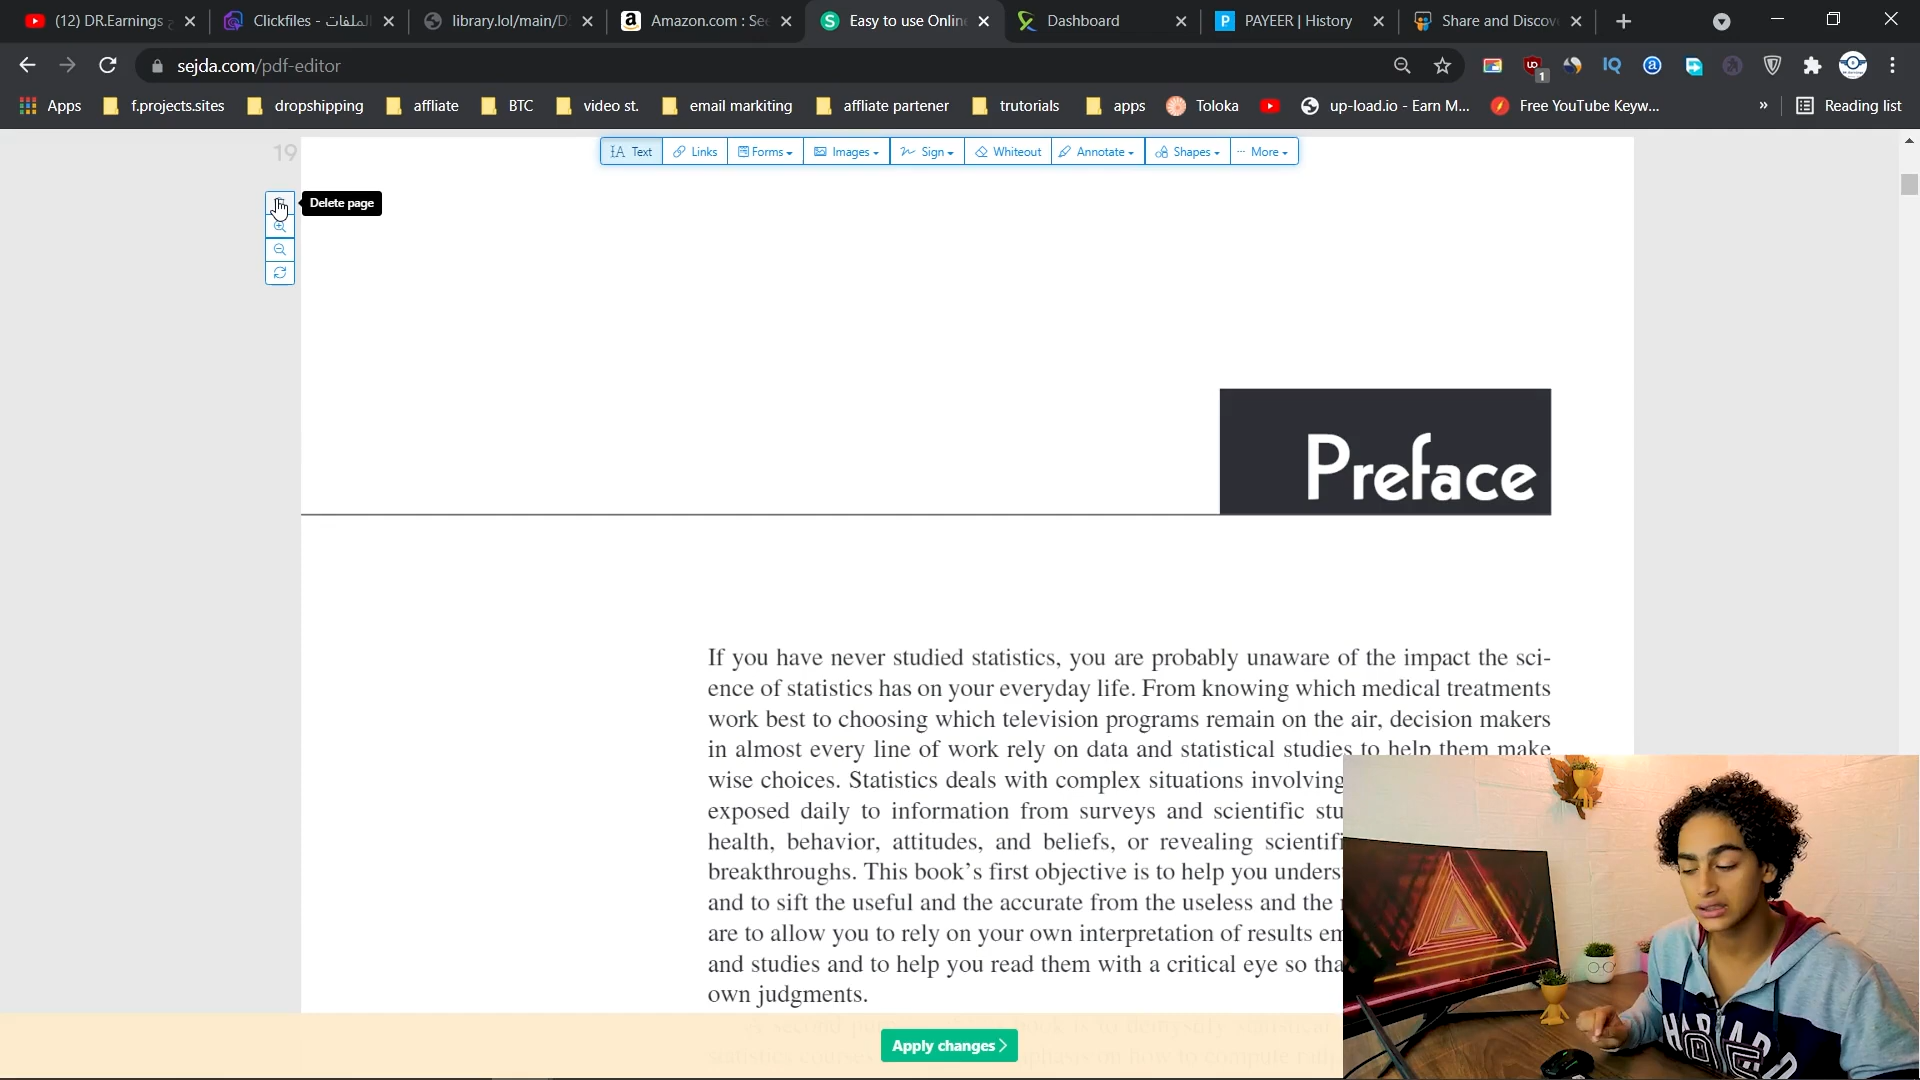 (12) DR.Earnings
Clickfiles - الملفات
library.lol/main/D
Amazon.com : See
Easy to use Onlin
Dashboard
PAYEER | History
Share and Discov
sejda.com/pdf-editor
1
Apps
f.projects.sites
dropshipping
affliate
BTC
video st.
email markiting
affliate partener
trutorials
apps
Toloka
up-load.io - Earn M...
Free YouTube Keyw...
»
Reading list
19
Text
Links
Forms
Images
Sign
Whiteout
Annotate
Shapes
More
Delete page
Preface
If you have never studied statistics, you are probably unaware of the impact the sci-
ence of statistics has on your everyday life. From knowing which medical treatments
work best to choosing which television programs remain on the air, decision makers
in almost every line of work rely on data and statistical studies to help them make
wise choices. Statistics deals with complex situations involving
exposed daily to information from surveys and scientific stu
health, behavior, attitudes, and beliefs, or revealing scientifi
breakthroughs. This book's first objective is to help you unders
and to sift the useful and the accurate from the useless and the
are to allow you to rely on your own interpretation of results em
and studies and to help you read them with a critical eye so tha
own judgments.
Apply changes
HARVARD